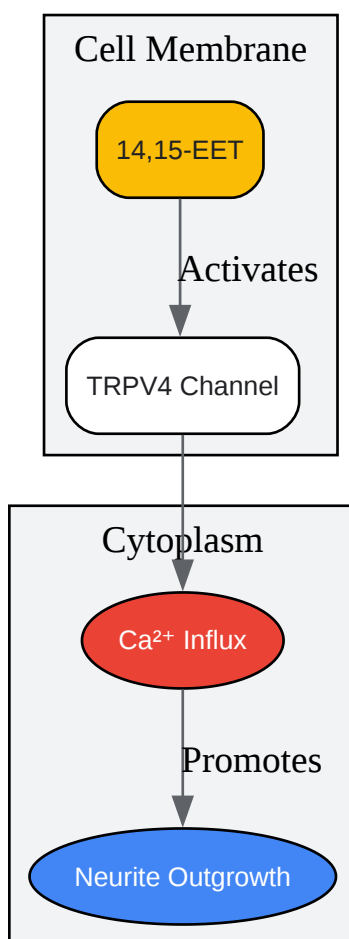 Cell Membrane
14,15-EET
Activates
TRPV4 Channel
Cytoplasm
Ca²⁺ Influx
Promotes
Neurite Outgrowth